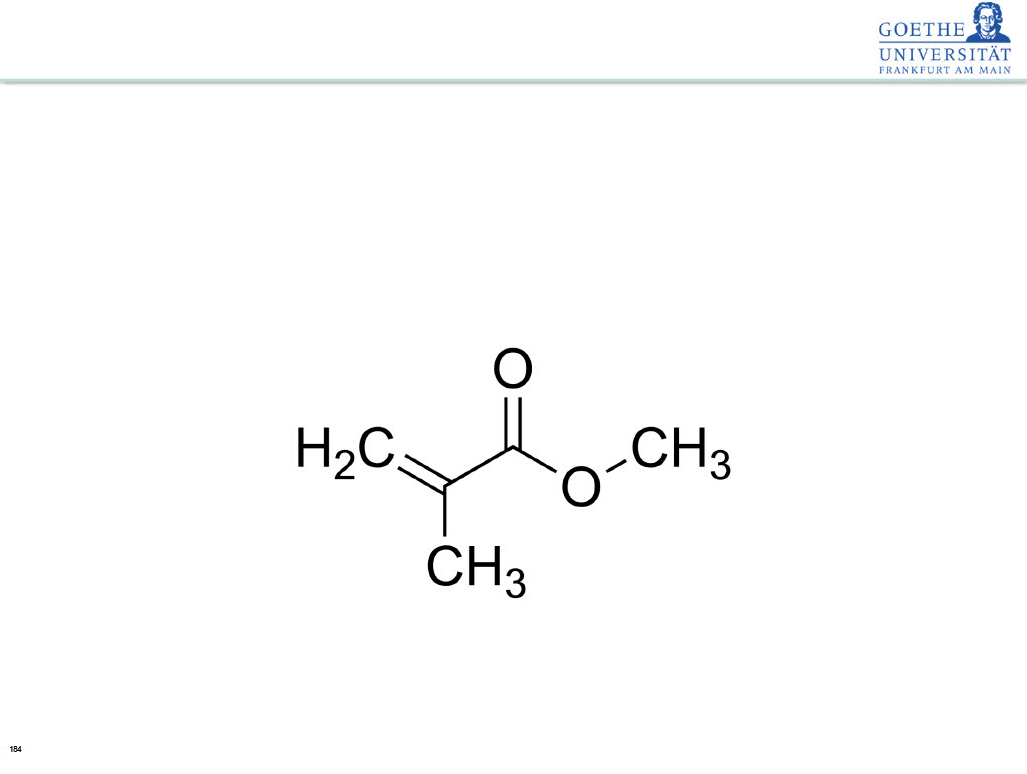 GOETHE
UNIVERSITÄT
FRANKFURT AM MAIN
O
H₂C
CH₃
O
CH₃
184